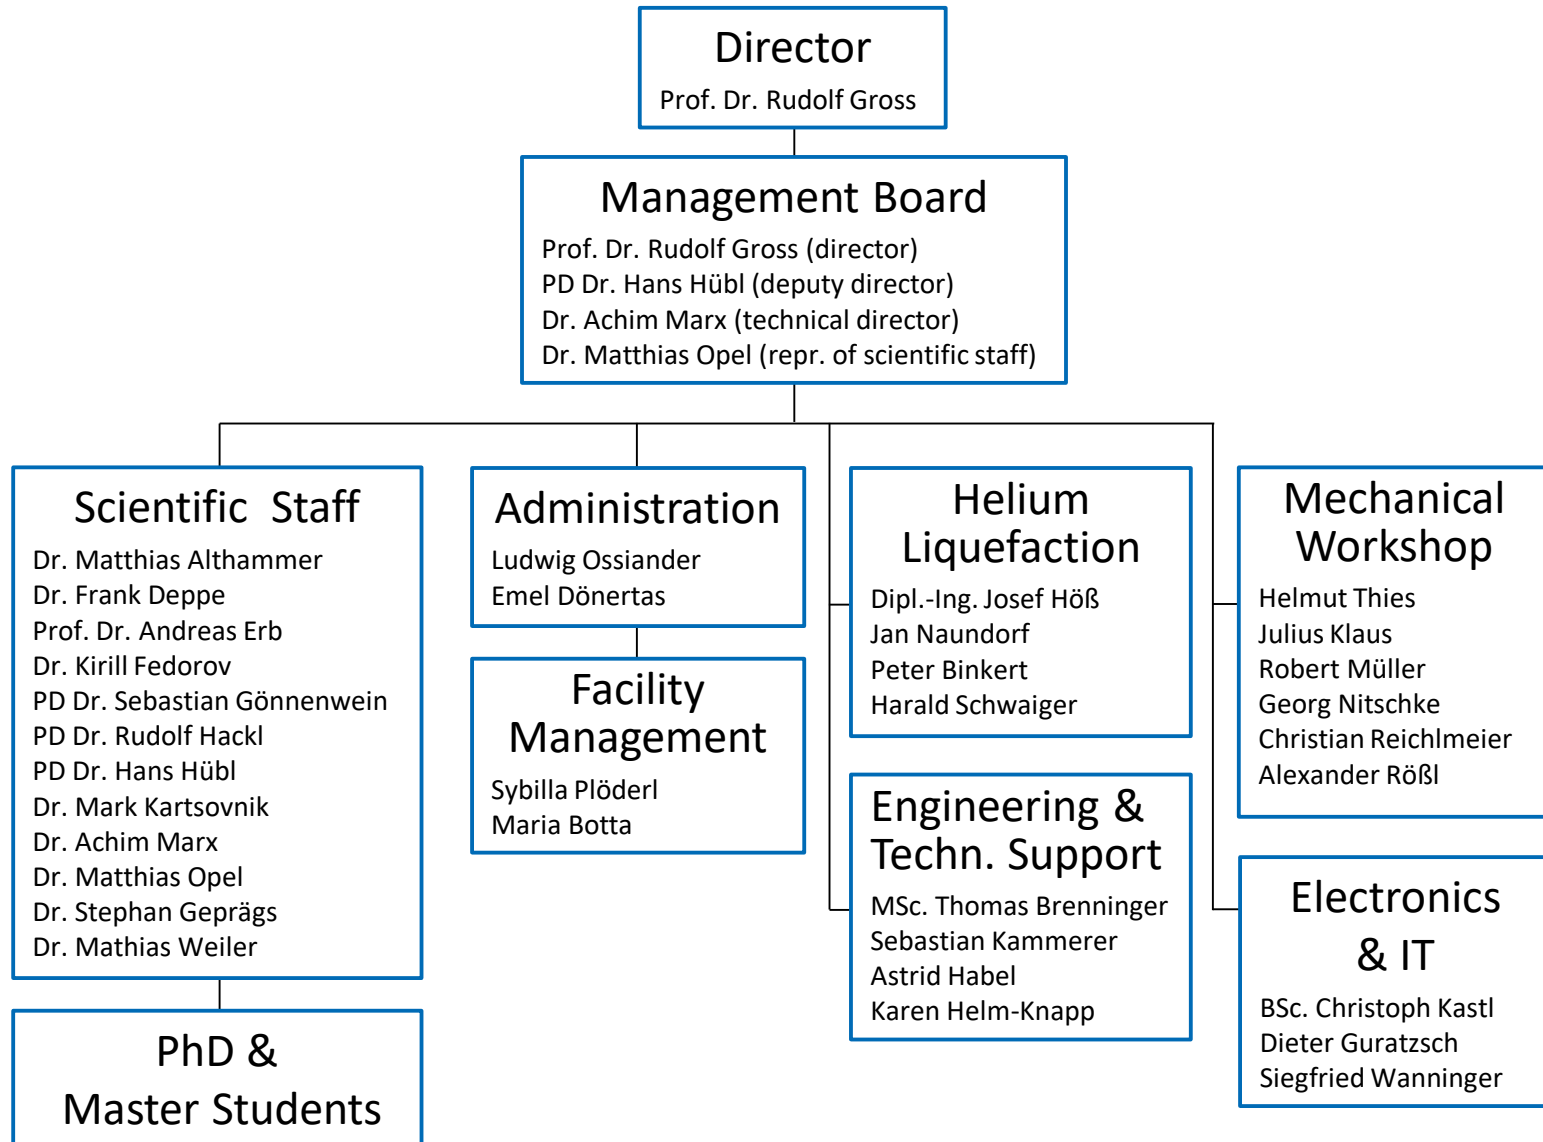 Director
Prof. Dr. Rudolf Gross
Management Board
Prof. Dr. Rudolf Gross (director)
PD Dr. Hans Hübl (deputy director)
Dr. Achim Marx (technical director)
Dr. Matthias Opel (repr. of scientific staff)
Scientific Staff
Dr. Matthias Althammer
Dr. Frank Deppe
Prof. Dr. Andreas Erb
Dr. Kirill Fedorov
PD Dr. Sebastian Gönnenwein
PD Dr. Rudolf Hackl
PD Dr. Hans Hübl
Dr. Mark Kartsovnik
Dr. Achim Marx
Dr. Matthias Opel
Dr. Stephan Geprägs
Dr. Mathias Weiler
PhD &
Master Students
Administration
Ludwig Ossiander
Emel Dönertas
Facility
Management
Sybilla Plöderl
Maria Botta
Helium
Liquefaction
Dipl.-Ing. Josef Höß
Jan Naundorf
Peter Binkert
Harald Schwaiger
Engineering &
Techn. Support
MSc. Thomas Brenninger
Sebastian Kammerer
Astrid Habel
Karen Helm-Knapp
Mechanical
Workshop
Helmut Thies
Julius Klaus
Robert Müller
Georg Nitschke
Christian Reichlmeier
Alexander Rößl
Electronics
& IT
BSc. Christoph Kastl
Dieter Guratzsch
Siegfried Wanninger